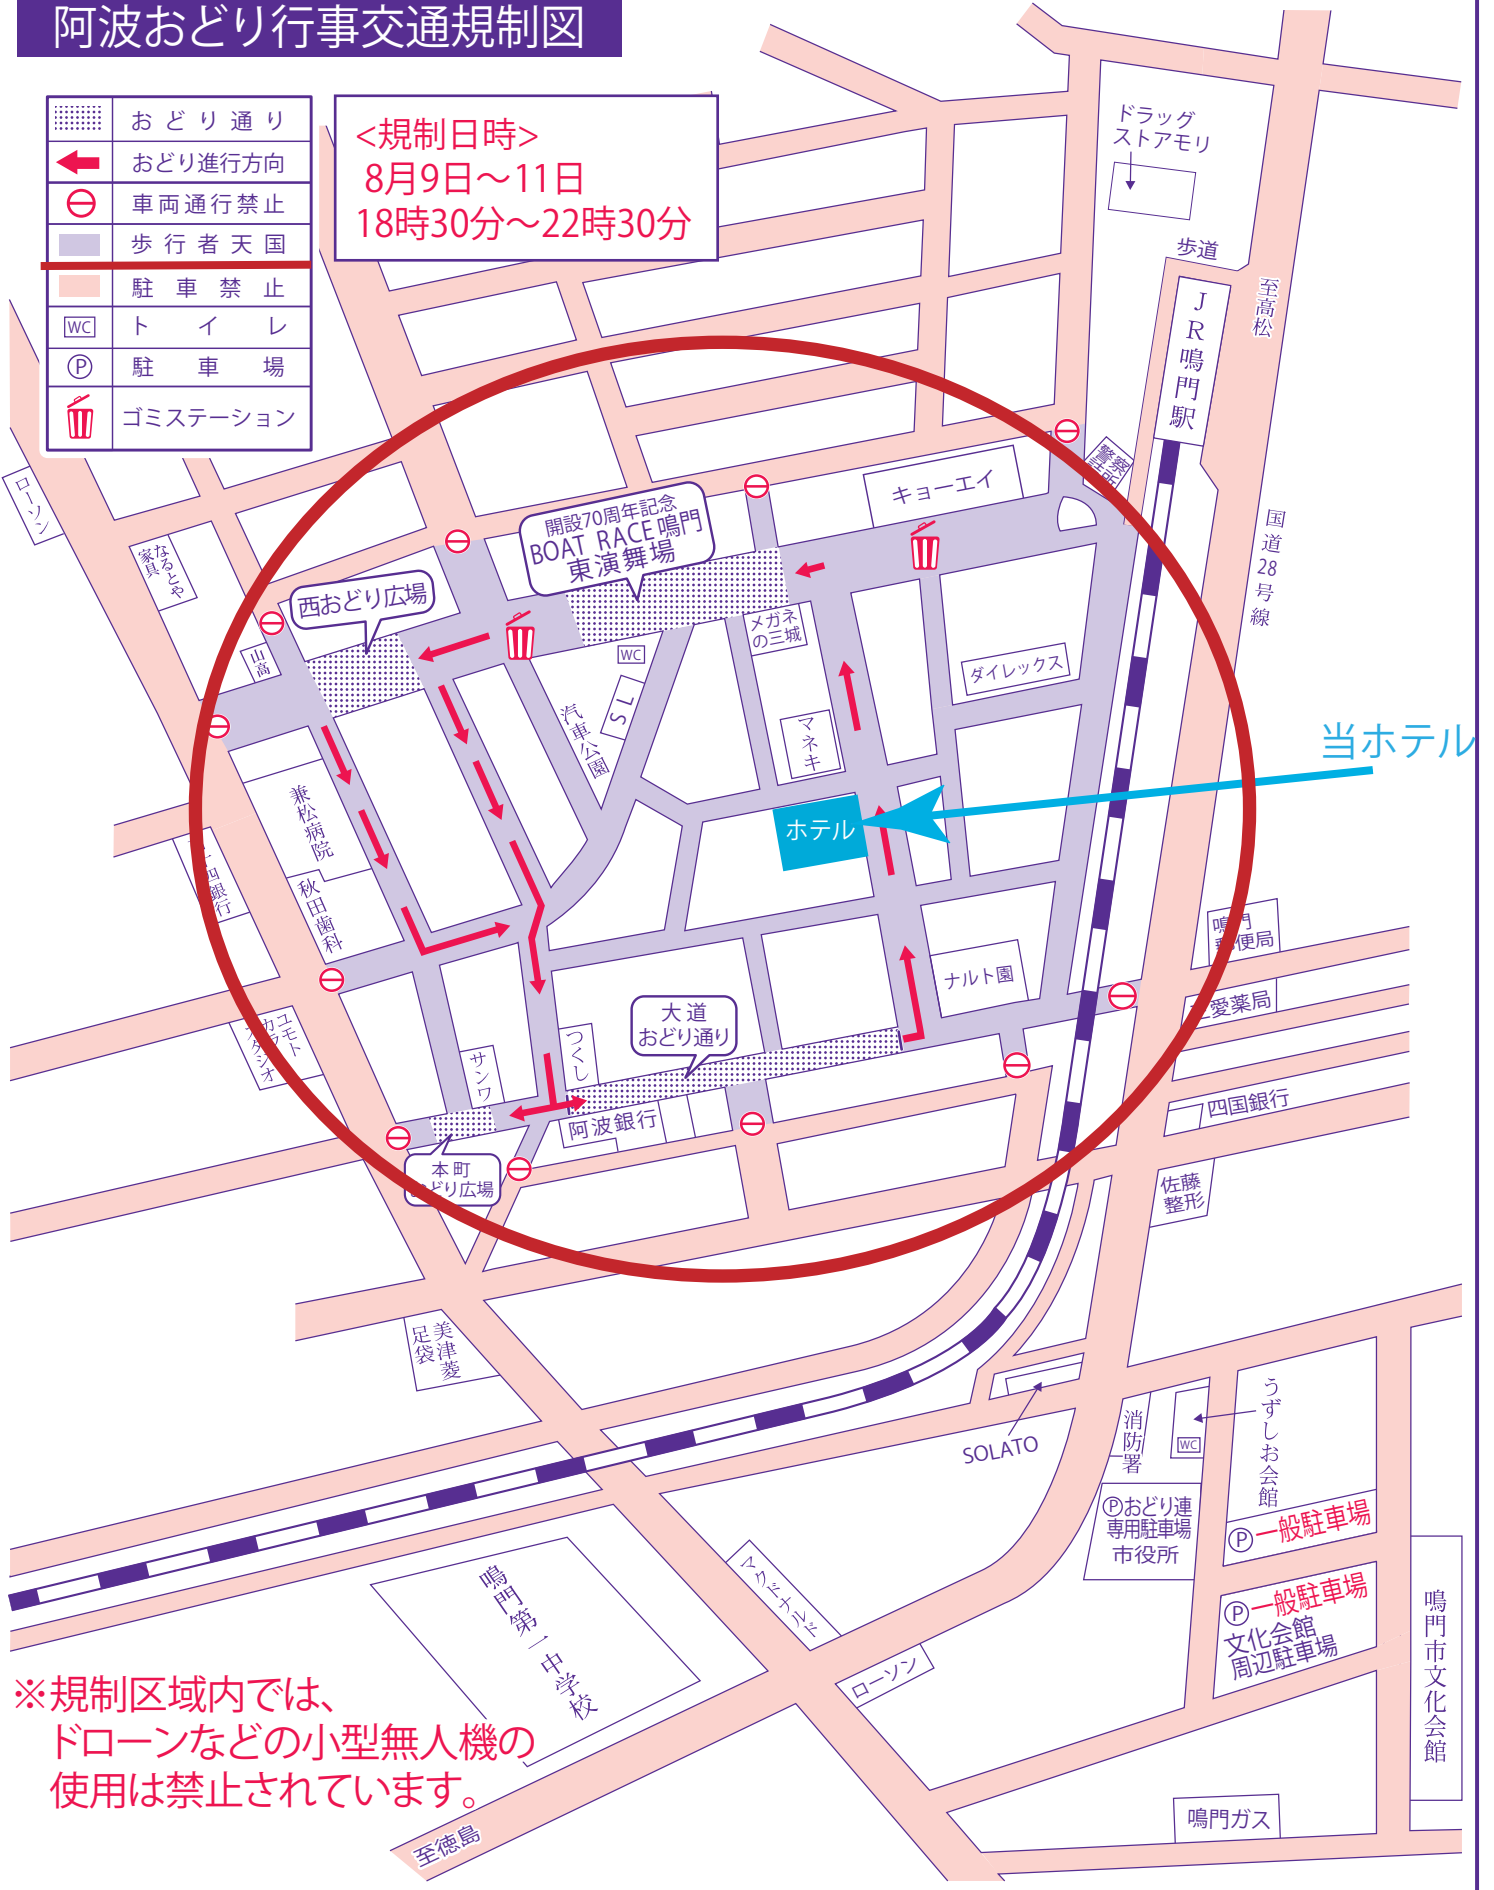 阿波おどり行事交通規制図
おどり通り
おどり進行方向
車両通行禁止
歩行者天国
駐車禁止
WC トイレ
P 駐車場
ゴミステーション
<規制日時>
8月9日～11日
18時30分～22時30分
ドラッグ
ストアモリ
歩道
至高松
JR鳴門駅
警察
詰所
国道28号線
キョーエイ
開設70周年記念
BOAT RACE鳴門
東演舞場
西おどり広場
ローソン
なるとや
家具
山高
WC
SL
汽車公園
メガネ
の三城
マネキ
ダイレックス
当ホテル
ホテル
兼松病院
秋田歯科
四銀行
ナルト園
鳴門
郵便局
愛薬局
大道
おどり通り
つくし
サンワ
阿波銀行
本町
おどり広場
ユモト
四国銀行
佐藤
整形
美津菱
足袋
SOLATO
消防署
WC
うずしお会館
Pおどり連
専用駐車場
市役所
P一般駐車場
P一般駐車場
文化会館
周辺駐車場
鳴門市文化会館
マクドナルド
ローソン
鳴門第一中学校
※規制区域内では、
ドローンなどの小型無人機の
使用は禁止されています。
至徳島
鳴門ガス